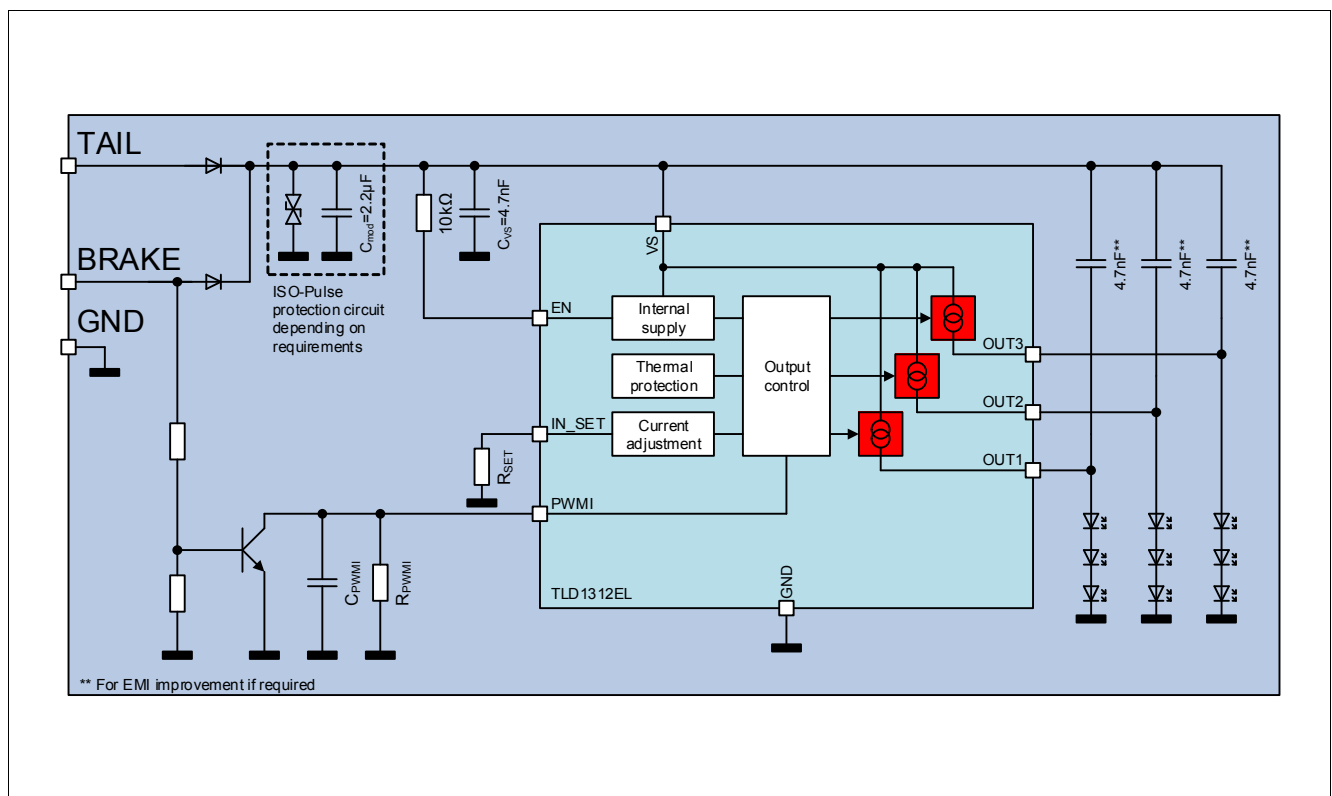 TAIL
BRAKE
GND
Cmod=2.2µF
ISO-Pulse
protection circuit
depending on
requirements
10kΩ
CVS=4.7nF
VS
4.7nF**
4.7nF**
4.7nF**
EN
Internal
supply
Thermal
protection
Output
control
OUT3
OUT2
IN_SET
Current
adjustment
OUT1
RSET
PWMI
CPWMI
RPWMI
GND
TLD1312EL
** For EMI improvement if required